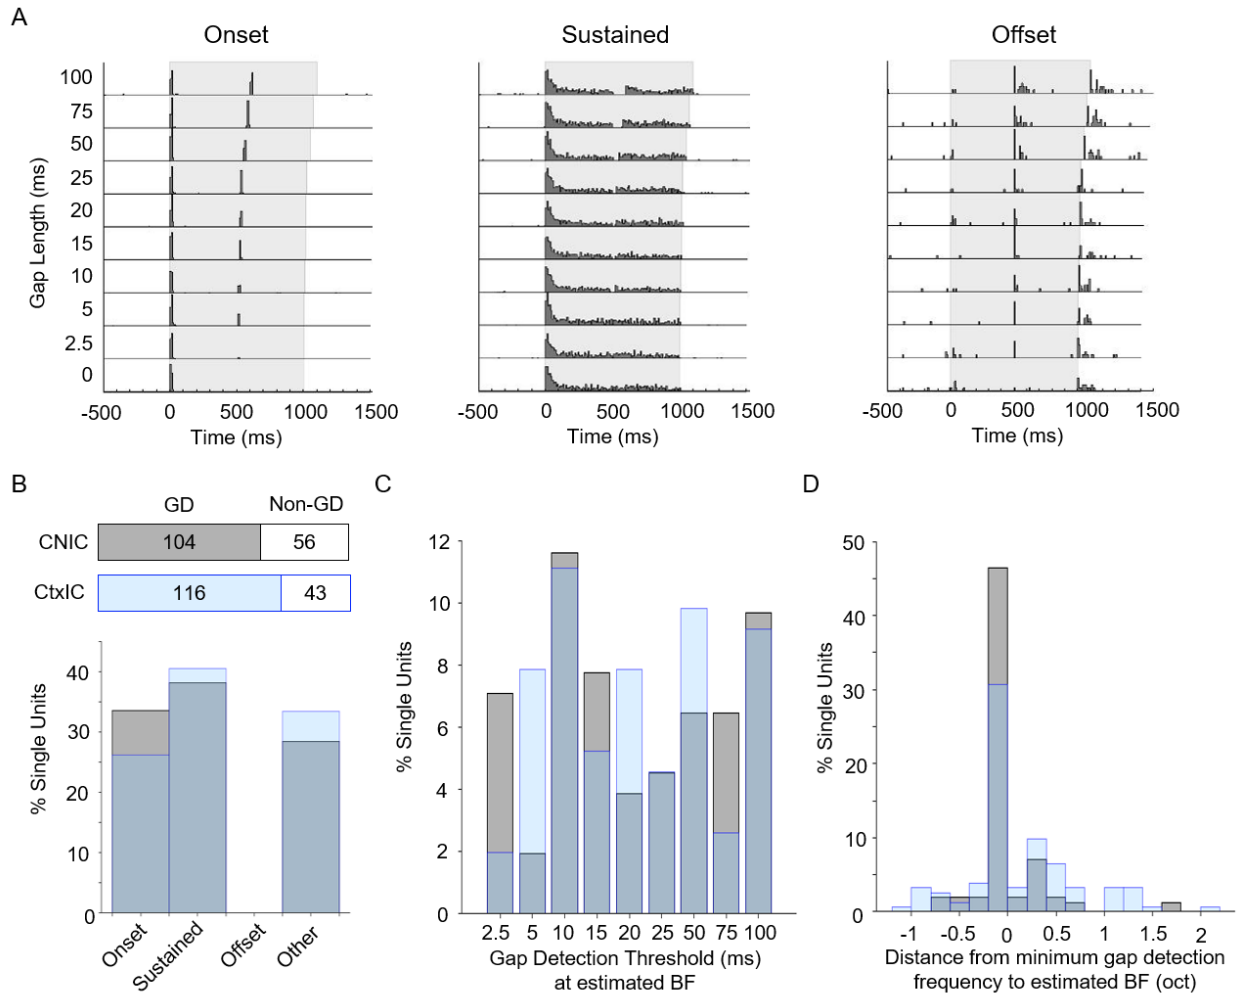 A
Onset
Sustained
Offset
Gap Length (ms)
100
75
50
25
20
15
10
5
2.5
0
-500 0 500 1000 1500
Time (ms)
-500 0 500 1000 1500
Time (ms)
-500 0 500 1000 1500
Time (ms)
B
GD Non-GD
CNIC 104 56
CtxIC 116 43
% Single Units
40
30
20
10
0
Onset
Sustained
Offset
Other
C
% Single Units
12
10
8
6
4
2
0
2.5 5 10 15 20 25 50 75 100
Gap Detection Threshold (ms)
at estimated BF
D
% Single Units
50
40
30
20
10
0
-1 -0.5 0 0.5 1 1.5 2
Distance from minimum gap detection
frequency to estimated BF (oct)